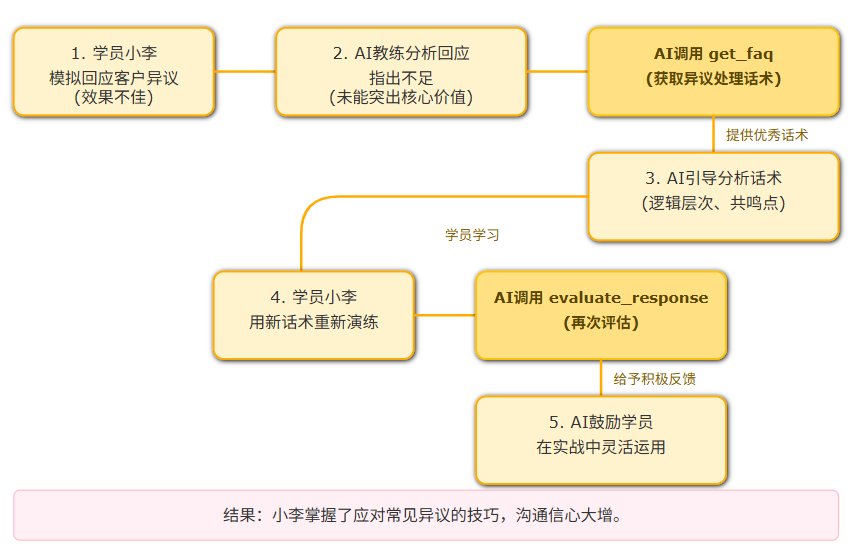 1. 学员小李
模拟回应客户异议
(效果不佳)
2. AI教练分析回应
指出不足
(未能突出核心价值)
AI调用 get_faq
(获取异议处理话术)
提供优秀话术
3. AI引导分析话术
(逻辑层次、共鸣点)
学员学习
4. 学员小李
用新话术重新演练
AI调用 evaluate_response
(再次评估)
给予积极反馈
5. AI鼓励学员
在实战中灵活运用
结果：小李掌握了应对常见异议的技巧，沟通信心大增。